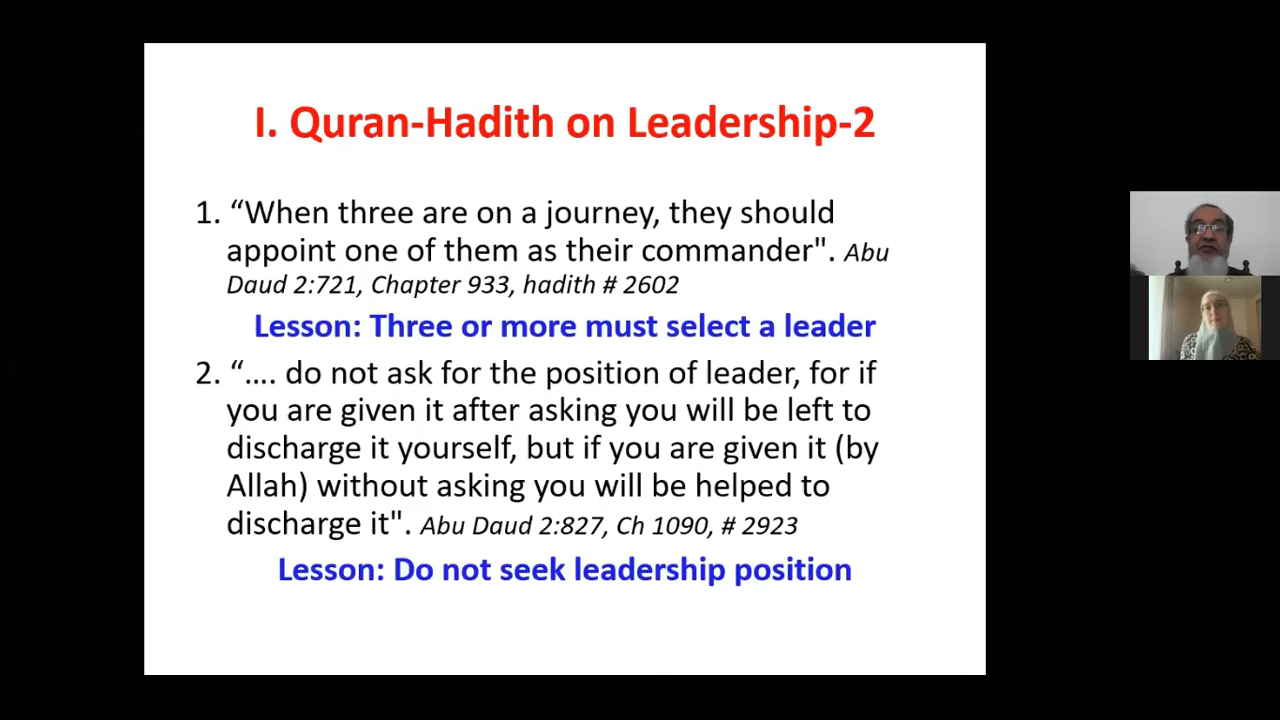 I. Quran-Hadith on Leadership-2
1. “When three are on a journey, they should
appoint one of them as their commander". Abu
Daud 2:721, Chapter 933, hadith # 2602
Lesson: Three or more must select a leader
2. “…. do not ask for the position of leader, for if
you are given it after asking you will be left to
discharge it yourself, but if you are given it (by
Allah) without asking you will be helped to
discharge it". Abu Daud 2:827, Ch 1090, # 2923
Lesson: Do not seek leadership position